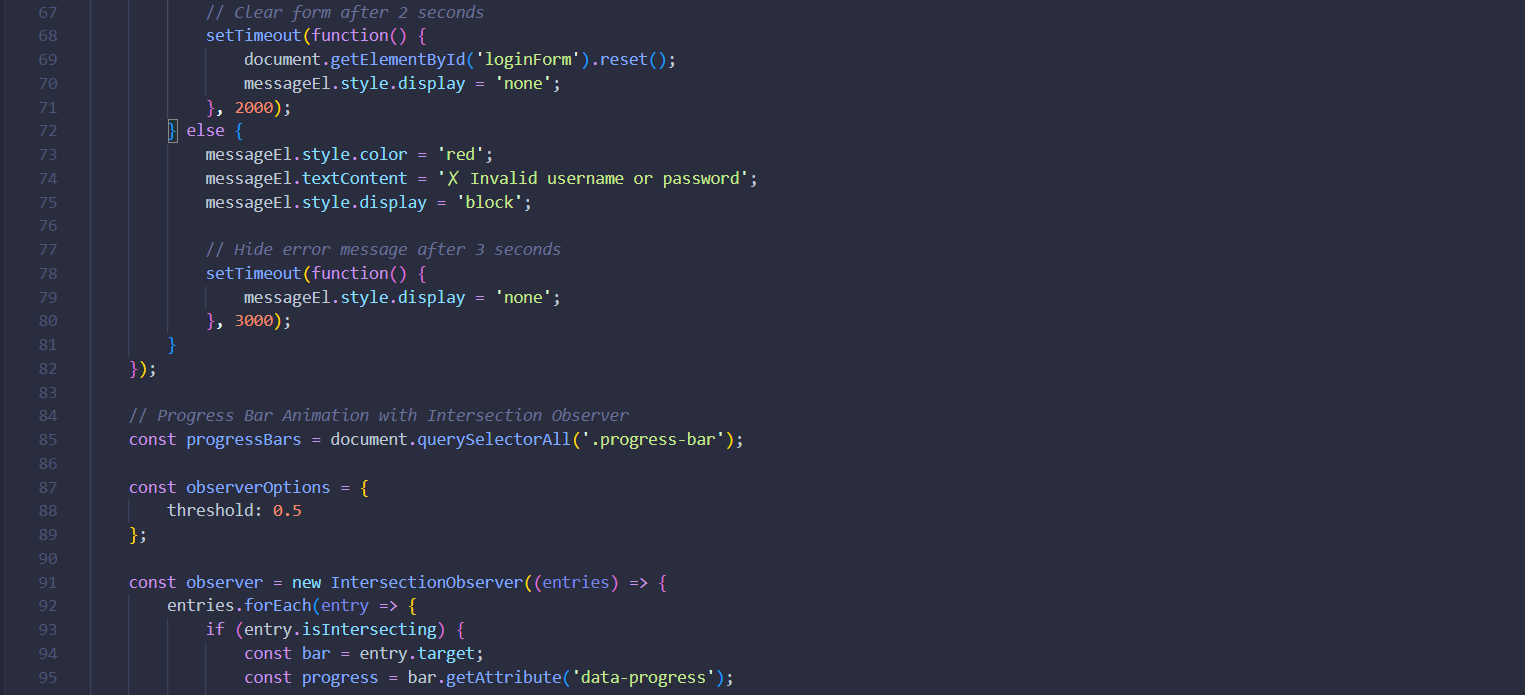 67 // Clear form after 2 seconds
68 setTimeout(function() {
69 document.getElementById('loginForm').reset();
70 messageEl.style.display = 'none';
71 }, 2000);
72 } else {
73 messageEl.style.color = 'red';
74 messageEl.textContent = '✗ Invalid username or password';
75 messageEl.style.display = 'block';
76
77 // Hide error message after 3 seconds
78 setTimeout(function() {
79 messageEl.style.display = 'none';
80 }, 3000);
81 }
82 });
83
84 // Progress Bar Animation with Intersection Observer
85 const progressBars = document.querySelectorAll('.progress-bar');
86
87 const observerOptions = {
88 threshold: 0.5
89 };
90
91 const observer = new IntersectionObserver((entries) => {
92 entries.forEach(entry => {
93 if (entry.isIntersecting) {
94 const bar = entry.target;
95 const progress = bar.getAttribute('data-progress');